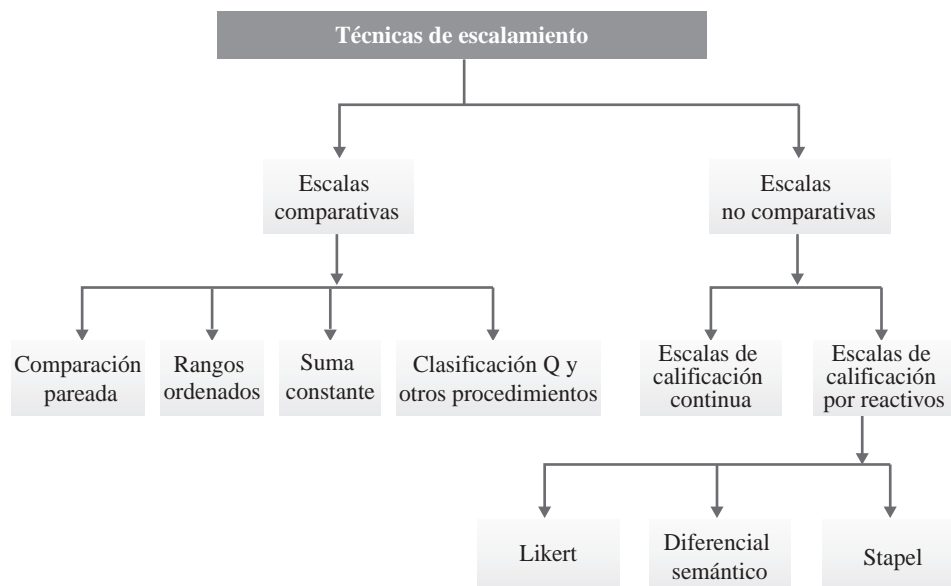 Técnicas de escalamiento
Escalas
comparativas
Escalas
no comparativas
Comparación
pareada
Rangos
ordenados
Suma
constante
Clasificación Q y
otros procedimientos
Escalas de
calificación
continua
Escalas de
calificación
por reactivos
Likert
Diferencial
semántico
Stapel